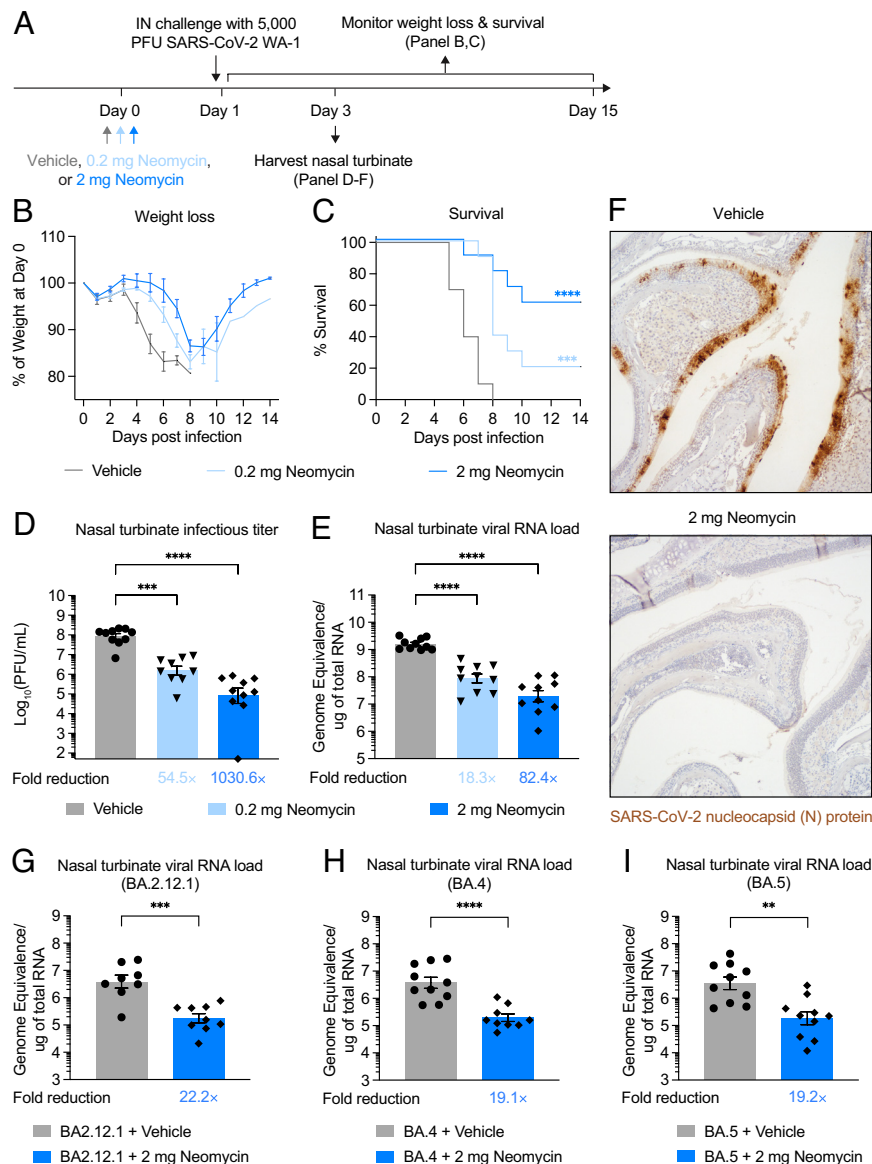 A
IN challenge with 5,000
PFU SARS-CoV-2 WA-1
Monitor weight loss & survival
(Panel B,C)
Day 0
Day 1
Day 3
Day 15
Vehicle, 0.2 mg Neomycin,
or 2 mg Neomycin
Harvest nasal turbinate
(Panel D-F)
B
Weight loss
% of Weight at Day 0
110
100
90
80
0 2 4 6 8 10 12 14
Days post infection
C
Survival
% Survival
100
80
60
40
20
0
****
***
0 2 4 6 8 10 12 14
Days post infection
Vehicle
0.2 mg Neomycin
2 mg Neomycin
D
Nasal turbinate infectious titer
****
***
Log10(PFU/mL)
10
9
8
7
6
5
4
3
2
Fold reduction
54.5×
1030.6×
E
Nasal turbinate viral RNA load
****
****
Genome Equivalence/
ug of total RNA
11
10
9
8
7
6
5
Fold reduction
18.3×
82.4×
Vehicle
0.2 mg Neomycin
2 mg Neomycin
F
Vehicle
2 mg Neomycin
SARS-CoV-2 nucleocapsid (N) protein
G
Nasal turbinate viral RNA load
(BA.2.12.1)
***
Genome Equivalence/
ug of total RNA
9
8
7
6
5
4
3
Fold reduction
22.2×
BA2.12.1 + Vehicle
BA2.12.1 + 2 mg Neomycin
H
Nasal turbinate viral RNA load
(BA.4)
****
Genome Equivalence/
ug of total RNA
9
8
7
6
5
4
3
Fold reduction
19.1×
BA.4 + Vehicle
BA.4 + 2 mg Neomycin
I
Nasal turbinate viral RNA load
(BA.5)
**
Genome Equivalence/
ug of total RNA
9
8
7
6
5
4
3
Fold reduction
19.2×
BA.5 + Vehicle
BA.5 + 2 mg Neomycin